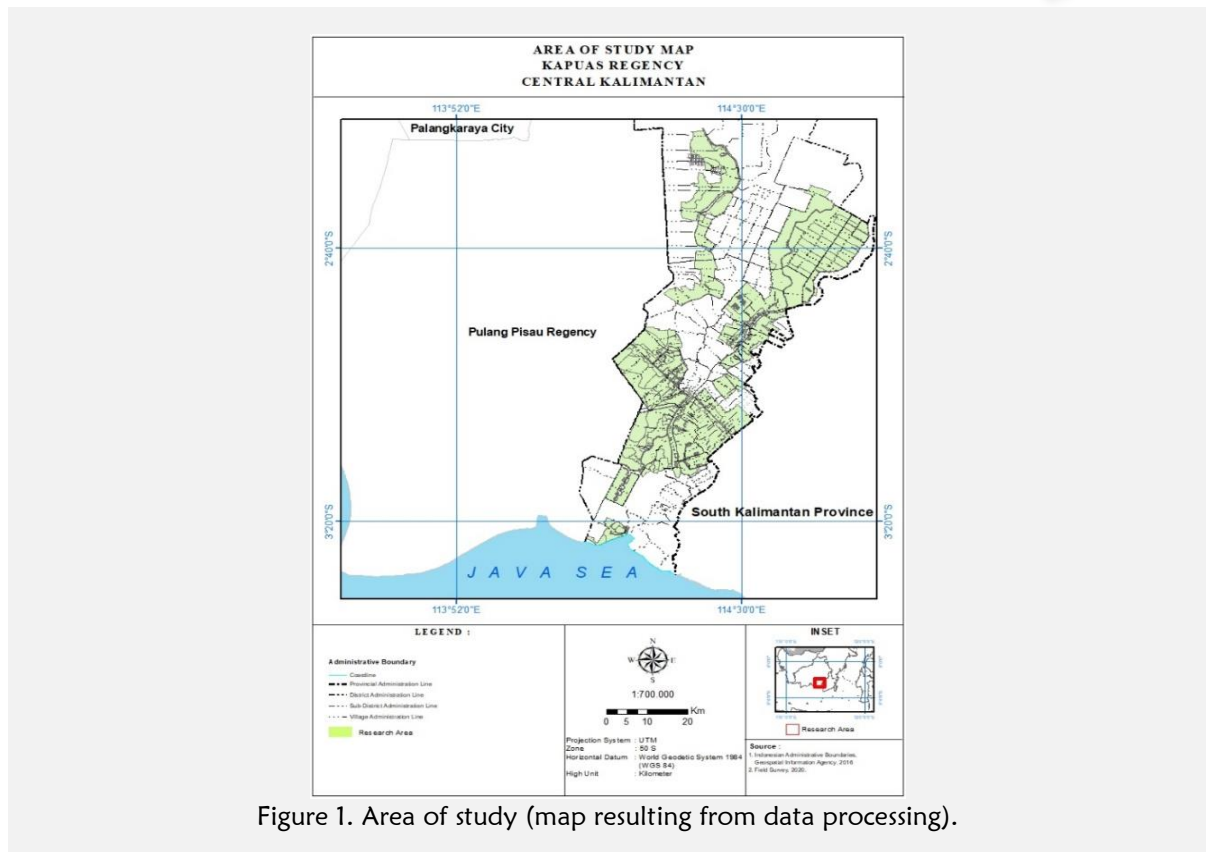 AREA OF STUDY MAP
KAPUAS REGENCY
CENTRAL KALIMANTAN
113°52'0"E
114°30'0"E
Palangkaraya City
2°40'0"S
2°40'0"S
Pulang Pisau Regency
South Kalimantan Province
3°20'0"S
3°20'0"S
JAVA SEA
113°52'0"E
114°30'0"E
LEGEND :
Administrative Boundary
Coastline
Provincial Administration Line
District Administration Line
Sub-District Administration Line
Village Administration Line
Research Area
N
W E
S
1:700.000
Km
0 5 10 20
Projection System : UTM
Zone : 50 S
Horizontal Datum : World Geodetic System 1984
(WGS 84)
High Unit : Kilometer
INSET
Research Area
Source :
1. Indonesian Administrative Boundaries,
Geospatial Information Agency, 2016
2. Field Survey, 2020.
Figure 1. Area of study (map resulting from data processing).